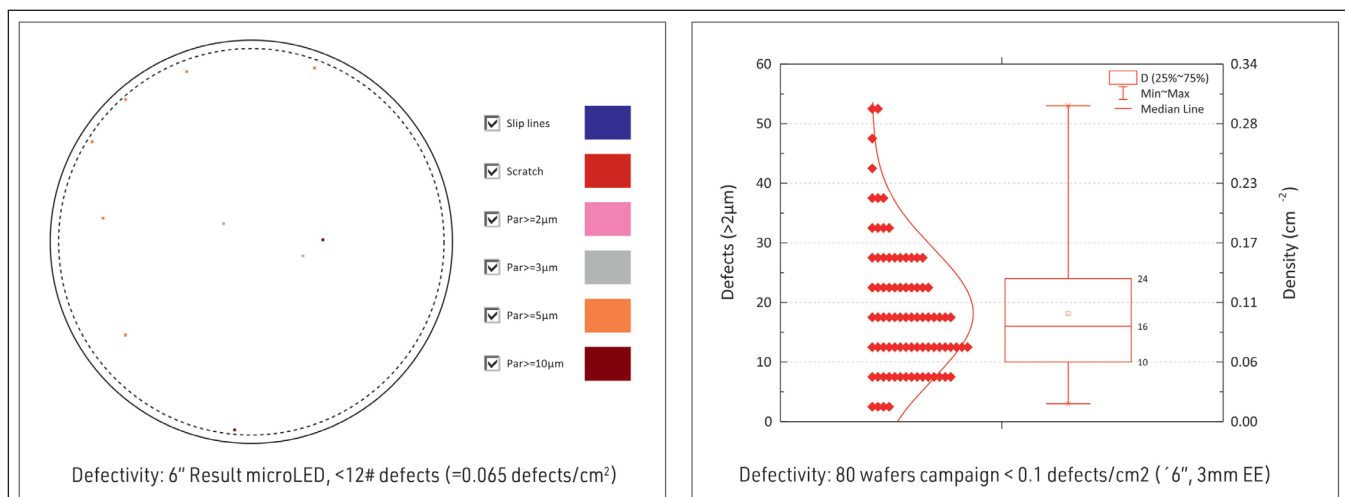 Slip lines
Scratch
Par>=2μm
Par>=3μm
Par>=5μm
Par>=10μm
Defectivity: 6" Result microLED, <12# defects (=0.065 defects/cm²)
60
50
40
30
20
10
0
Defects (>2μm)
D (25%~75%)
Min~Max
Median Line
24
16
10
0.34
0.28
0.23
0.17
0.11
0.06
0.00
Density (cm⁻²)
Defectivity: 80 wafers campaign < 0.1 defects/cm2 (´6", 3mm EE)